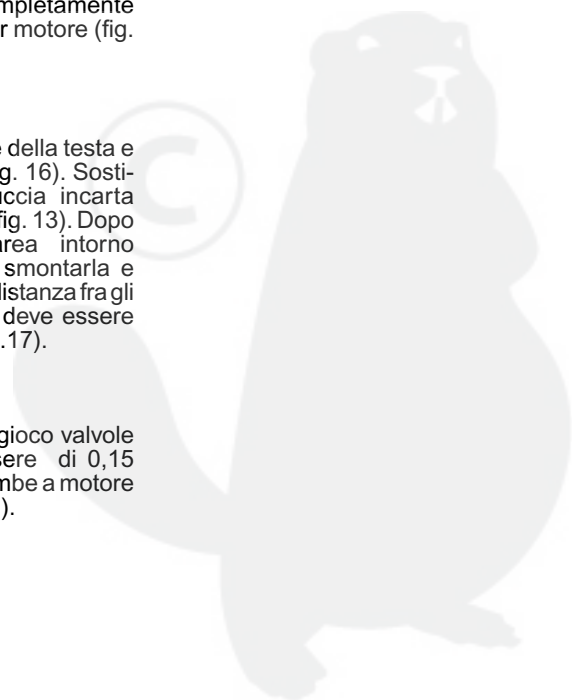 mpletamente
r motore (fig.
della testa e
g. 16). Sosti-
uccia incarta
fig. 13). Dopo
area intorno
smontarla e
distanza fra gli
deve essere
.17).
gioco valvole
sere di 0,15
mbe a motore
).
©